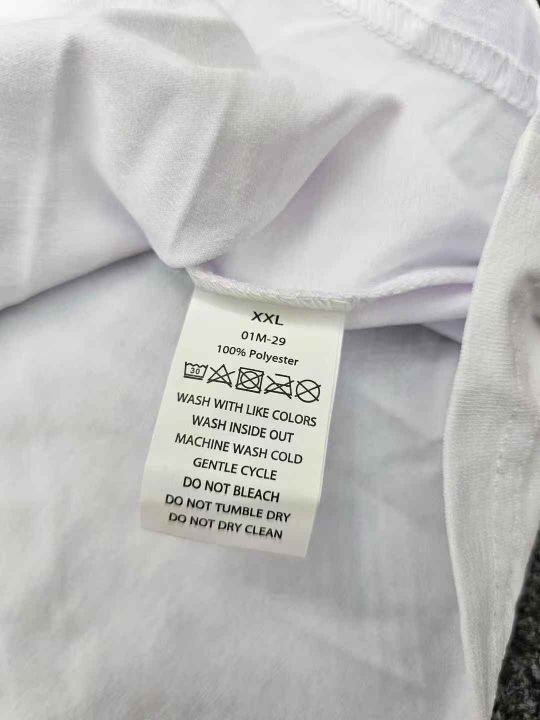 XXL
01M-29
100% Polyester
30
WASH WITH LIKE COLORS
WASH INSIDE OUT
MACHINE WASH COLD
GENTLE CYCLE
DO NOT BLEACH
DO NOT TUMBLE DRY
DO NOT DRY CLEAN